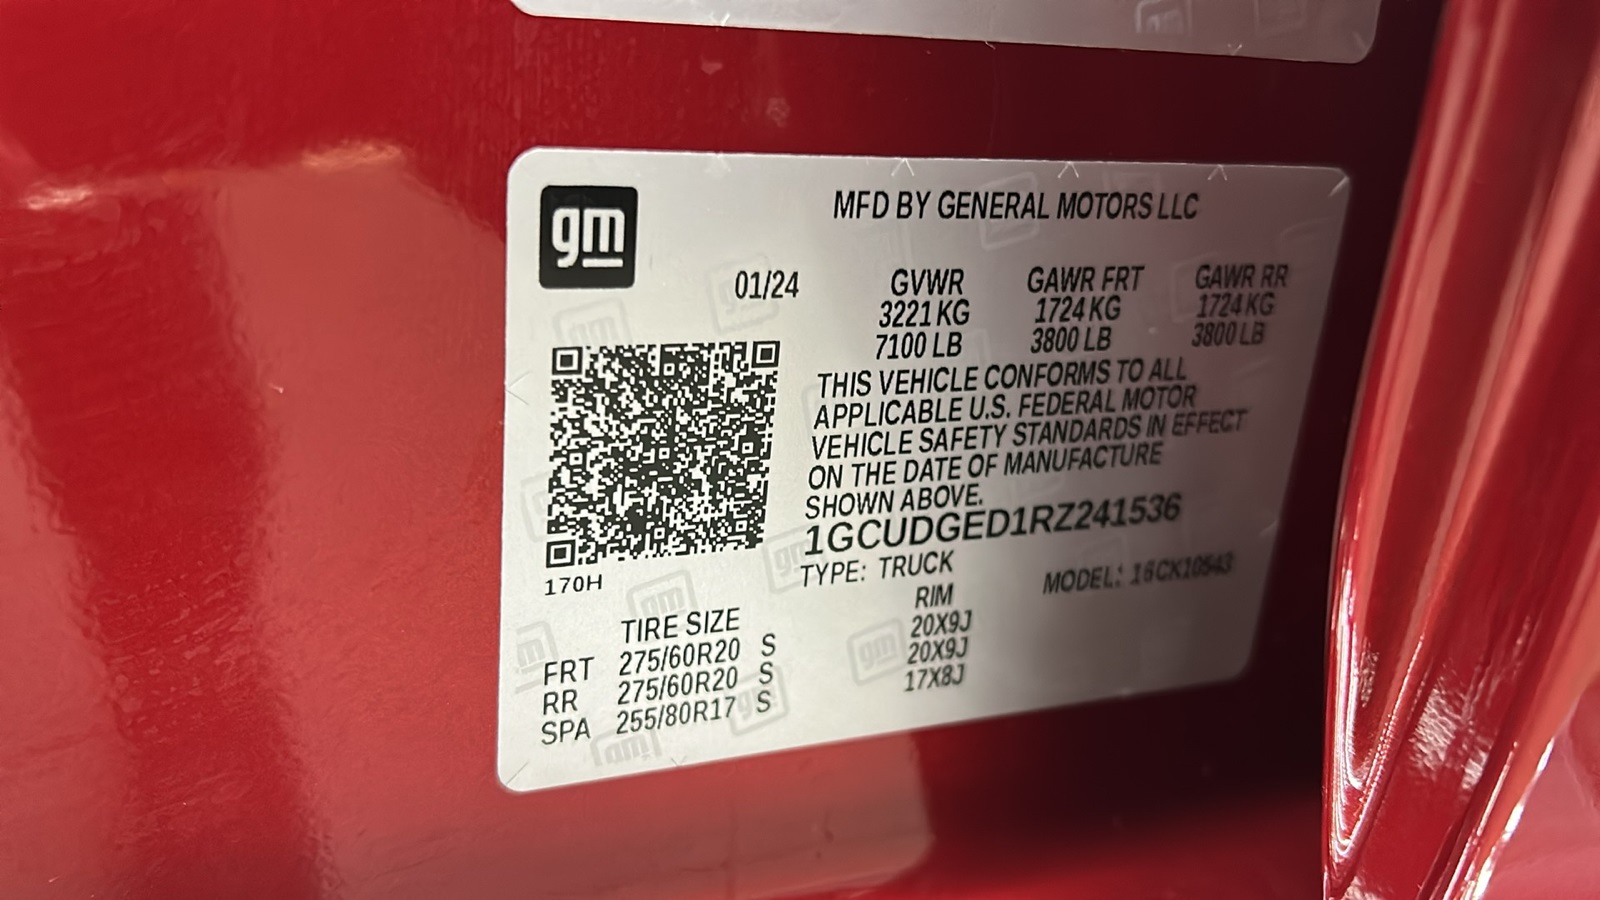 gm
MFD BY GENERAL MOTORS LLC
01/24 GVWR GAWR FRT GAWR RR
3221 KG 1724 KG 1724 KG
7100 LB 3800 LB 3800 LB
THIS VEHICLE CONFORMS TO ALL
APPLICABLE U.S. FEDERAL MOTOR
VEHICLE SAFETY STANDARDS IN EFFECT
ON THE DATE OF MANUFACTURE
SHOWN ABOVE.
1GCUDGED1RZ241536
170H
TYPE: TRUCK MODEL: 16CK10543
TIRE SIZE RIM
FRT 275/60R20 S 20X9J
RR 275/60R20 S 20X9J
SPA 255/80R17 S 17X8J